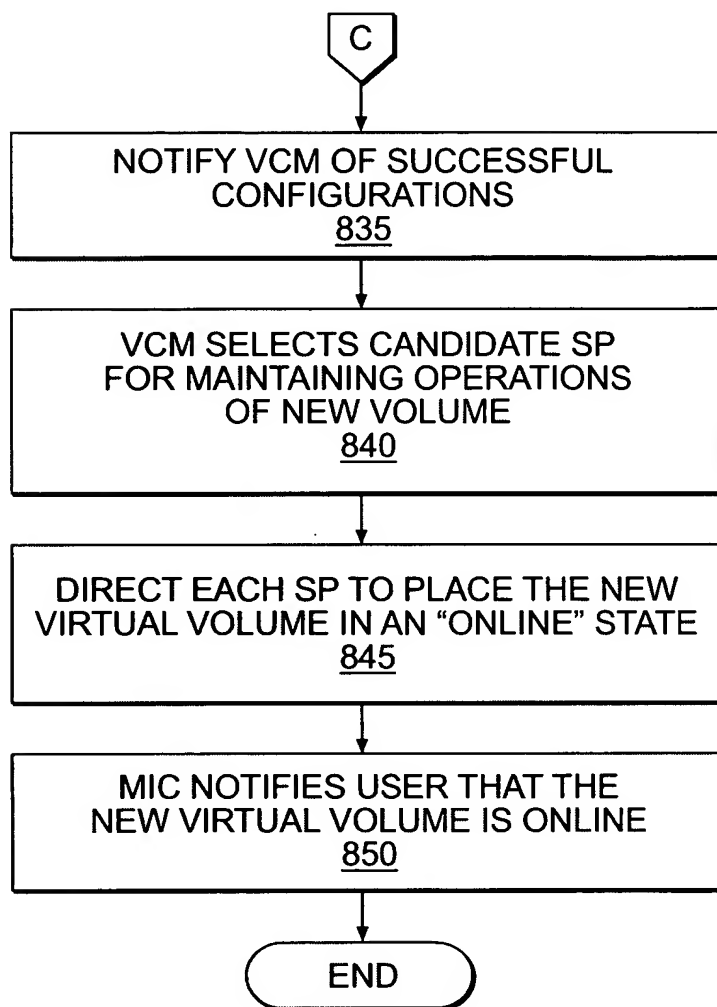 C
NOTIFY VCM OF SUCCESSFUL
CONFIGURATIONS
835
VCM SELECTS CANDIDATE SP
FOR MAINTAINING OPERATIONS
OF NEW VOLUME
840
DIRECT EACH SP TO PLACE THE NEW
VIRTUAL VOLUME IN AN “ONLINE” STATE
845
MIC NOTIFIES USER THAT THE
NEW VIRTUAL VOLUME IS ONLINE
850
END